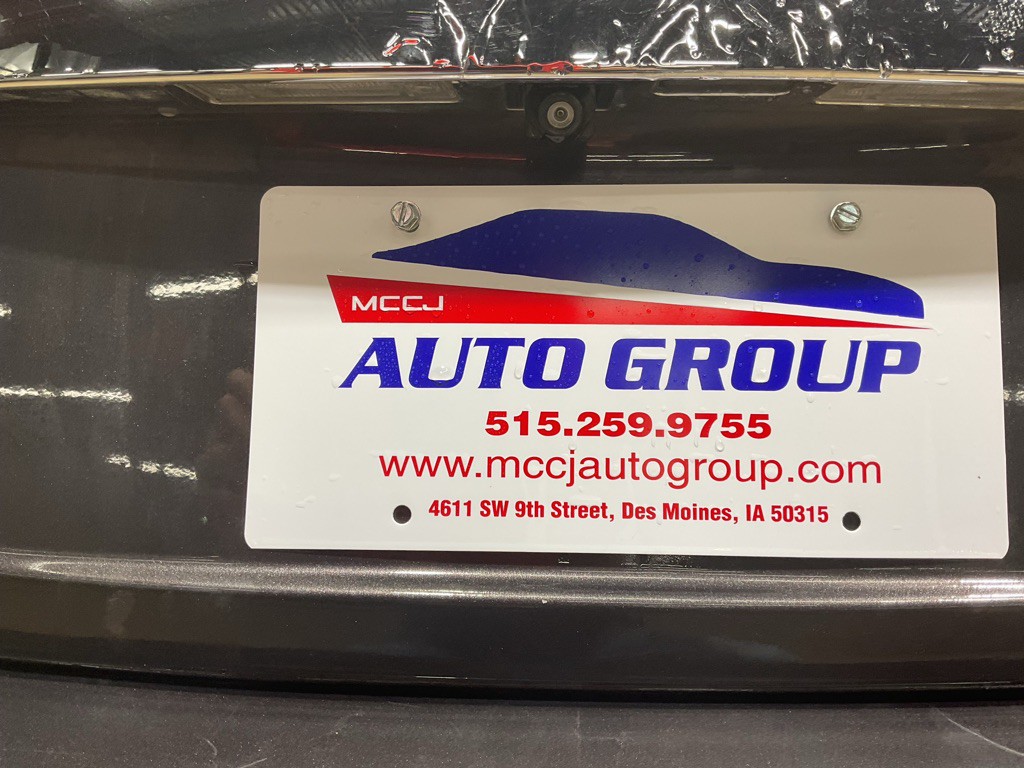 MCCJ
AUTO GROUP
515.259.9755
www.mccjautogroup.com
4611 SW 9th Street, Des Moines, IA 50315